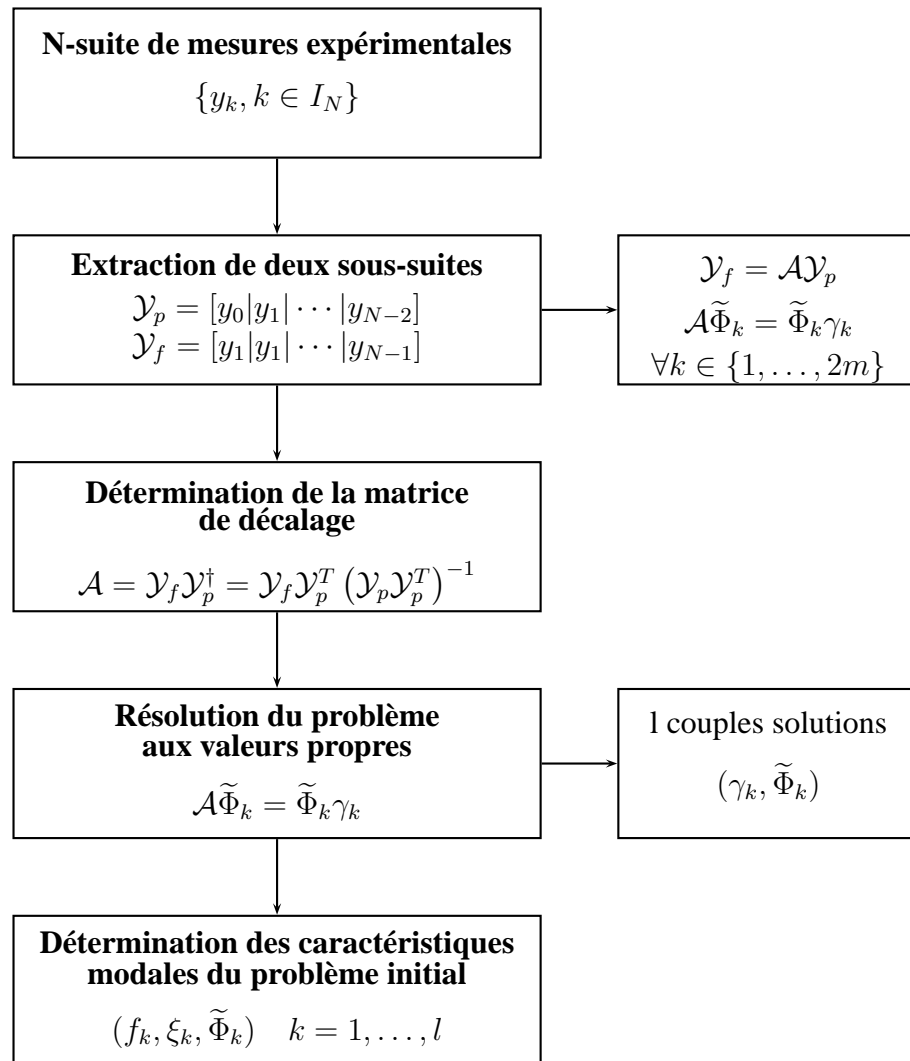 N-suite de mesures expérimentales
{y_k, k ∈ I_N}
Extraction de deux sous-suites
𝒴_p = [y_0|y_1| ⋯ |y_{N−2}]
𝒴_f = [y_1|y_1| ⋯ |y_{N−1}]
𝒴_f = 𝒜𝒴_p
𝒜Φ̃_k = Φ̃_kγ_k
∀k ∈ {1, . . . , 2m}
Détermination de la matrice
de décalage
𝒜 = 𝒴_f𝒴_p^† = 𝒴_f𝒴_p^T (𝒴_p𝒴_p^T)^{−1}
Résolution du problème
aux valeurs propres
𝒜Φ̃_k = Φ̃_kγ_k
l couples solutions
(γ_k, Φ̃_k)
Détermination des caractéristiques
modales du problème initial
(f_k, ξ_k, Φ̃_k) k = 1, . . . , l